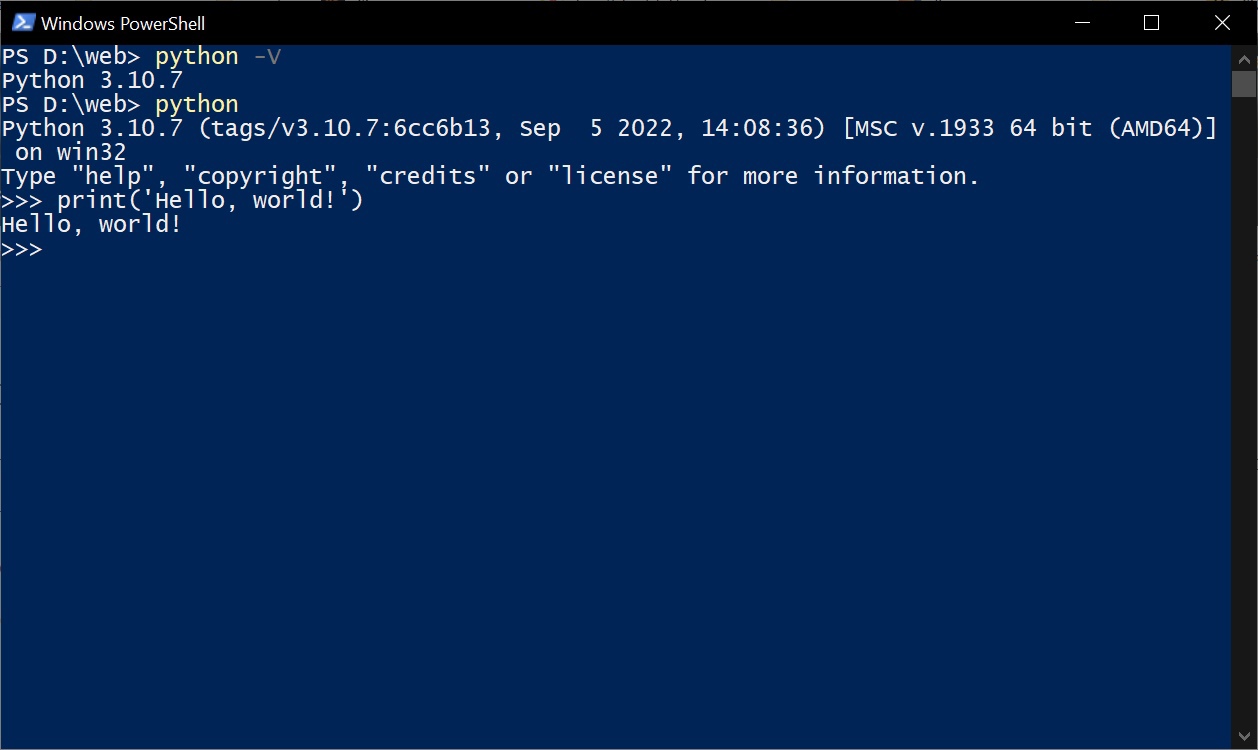 Windows PowerShell
PS D:\web> python -V
Python 3.10.7
PS D:\web> python
Python 3.10.7 (tags/v3.10.7:6cc6b13, Sep  5 2022, 14:08:36) [MSC v.1933 64 bit (AMD64)]
 on win32
Type "help", "copyright", "credits" or "license" for more information.
>>> print('Hello, world!')
Hello, world!
>>>